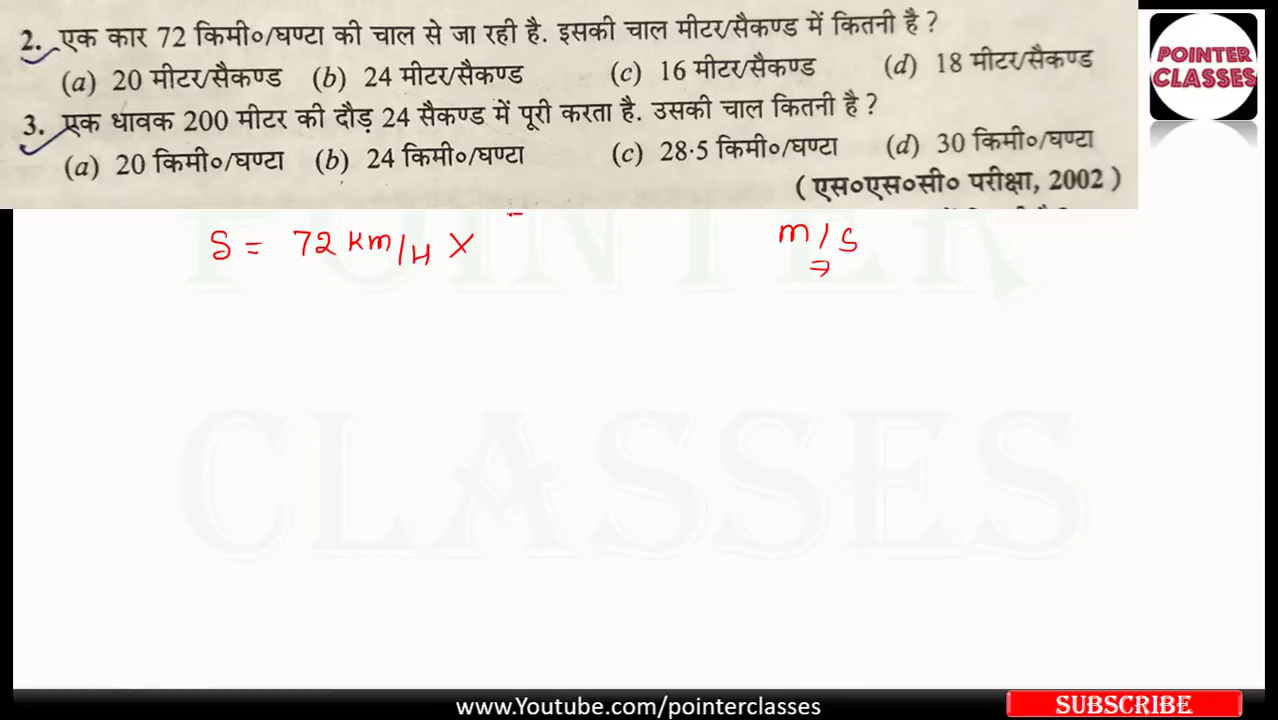 2. एक कार 72 किमी०/घण्टा की चाल से जा रही है. इसकी चाल मीटर/सैकण्ड में कितनी है ?
(a) 20 मीटर/सैकण्ड (b) 24 मीटर/सैकण्ड (c) 16 मीटर/सैकण्ड (d) 18 मीटर/सैकण्ड
3. एक धावक 200 मीटर की दौड़ 24 सैकण्ड में पूरी करता है. उसकी चाल कितनी है ?
(a) 20 किमी०/घण्टा (b) 24 किमी०/घण्टा (c) 28·5 किमी०/घण्टा (d) 30 किमी०/घण्टा
( एस०एस०सी० परीक्षा, 2002 )
POINTER
CLASSES
S = 72 km/H × m/s
⇒
POINTER
CLASSES
www.Youtube.com/pointerclasses
SUBSCRIBE